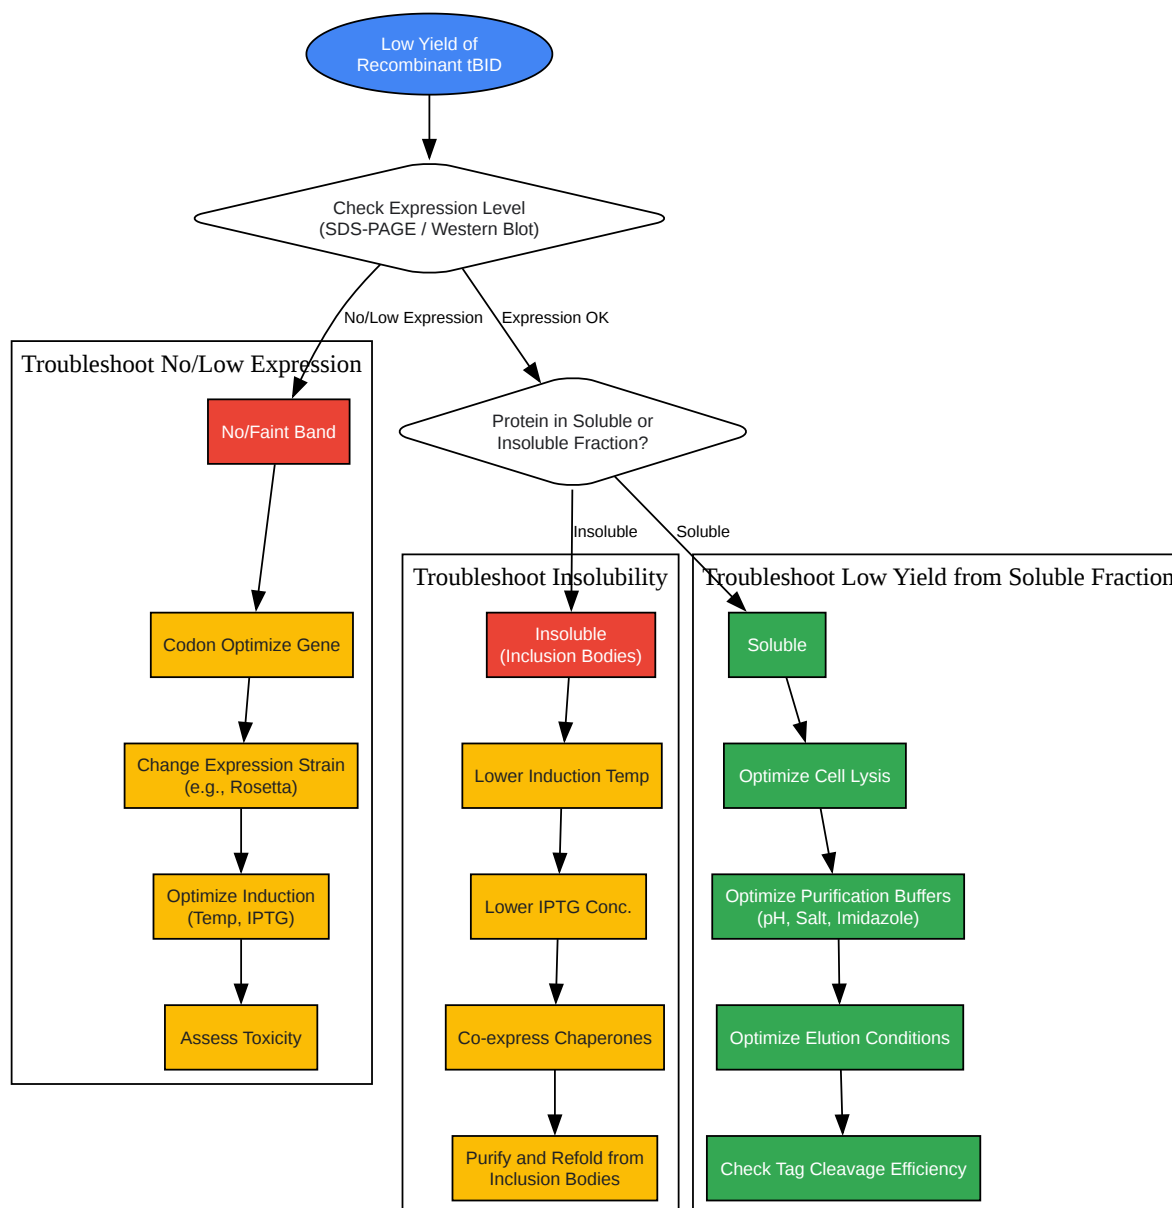 Low Yield of
Recombinant tBID
Check Expression Level
(SDS-PAGE / Western Blot)
No/Low Expression
Expression OK
Troubleshoot No/Low Expression
No/Faint Band
Protein in Soluble or
Insoluble Fraction?
Insoluble
Soluble
Codon Optimize Gene
Change Expression Strain
(e.g., Rosetta)
Optimize Induction
(Temp, IPTG)
Assess Toxicity
Troubleshoot Insolubility
Insoluble
(Inclusion Bodies)
Lower Induction Temp
Lower IPTG Conc.
Co-express Chaperones
Purify and Refold from
Inclusion Bodies
Troubleshoot Low Yield from Soluble Fraction
Soluble
Optimize Cell Lysis
Optimize Purification Buffers
(pH, Salt, Imidazole)
Optimize Elution Conditions
Check Tag Cleavage Efficiency